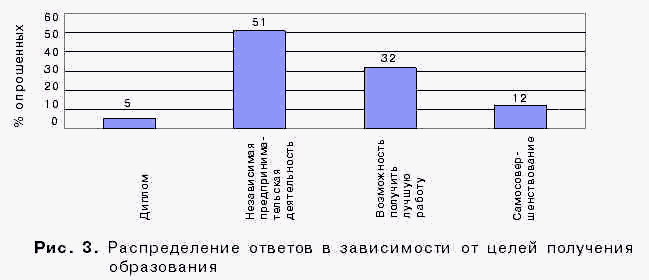 % опрошенных
60
50
40
30
20
10
0
5
51
32
12
Диплом
Независимая
предпринима-
тельская
деятельность
Возможность
получить
лучшую
работу
Самосовер-
шенствование
Рис. 3. Распределение ответов в зависимости от целей получения
образования